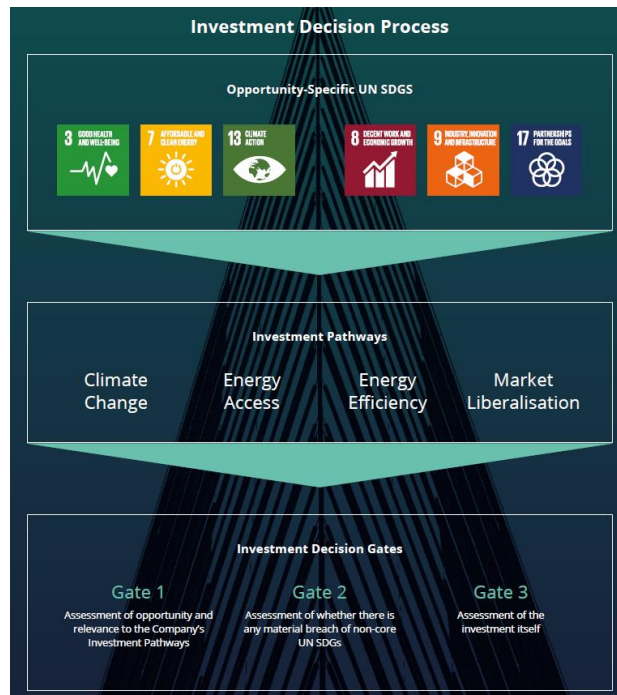 Investment Decision Process
Opportunity-Specific UN SDGS
3 GOOD HEALTH
AND WELL-BEING
7 AFFORDABLE AND
CLEAN ENERGY
13 CLIMATE
ACTION
8 DECENT WORK AND
ECONOMIC GROWTH
9 INDUSTRY, INNOVATION
AND INFRASTRUCTURE
17 PARTNERSHIPS
FOR THE GOALS
Investment Pathways
Climate
Change
Energy
Access
Energy
Efficiency
Market
Liberalisation
Investment Decision Gates
Gate 1
Assessment of opportunity and
relevance to the Company's
Investment Pathways
Gate 2
Assessment of whether there is
any material breach of non-core
UN SDGs
Gate 3
Assessment of the
investment itself